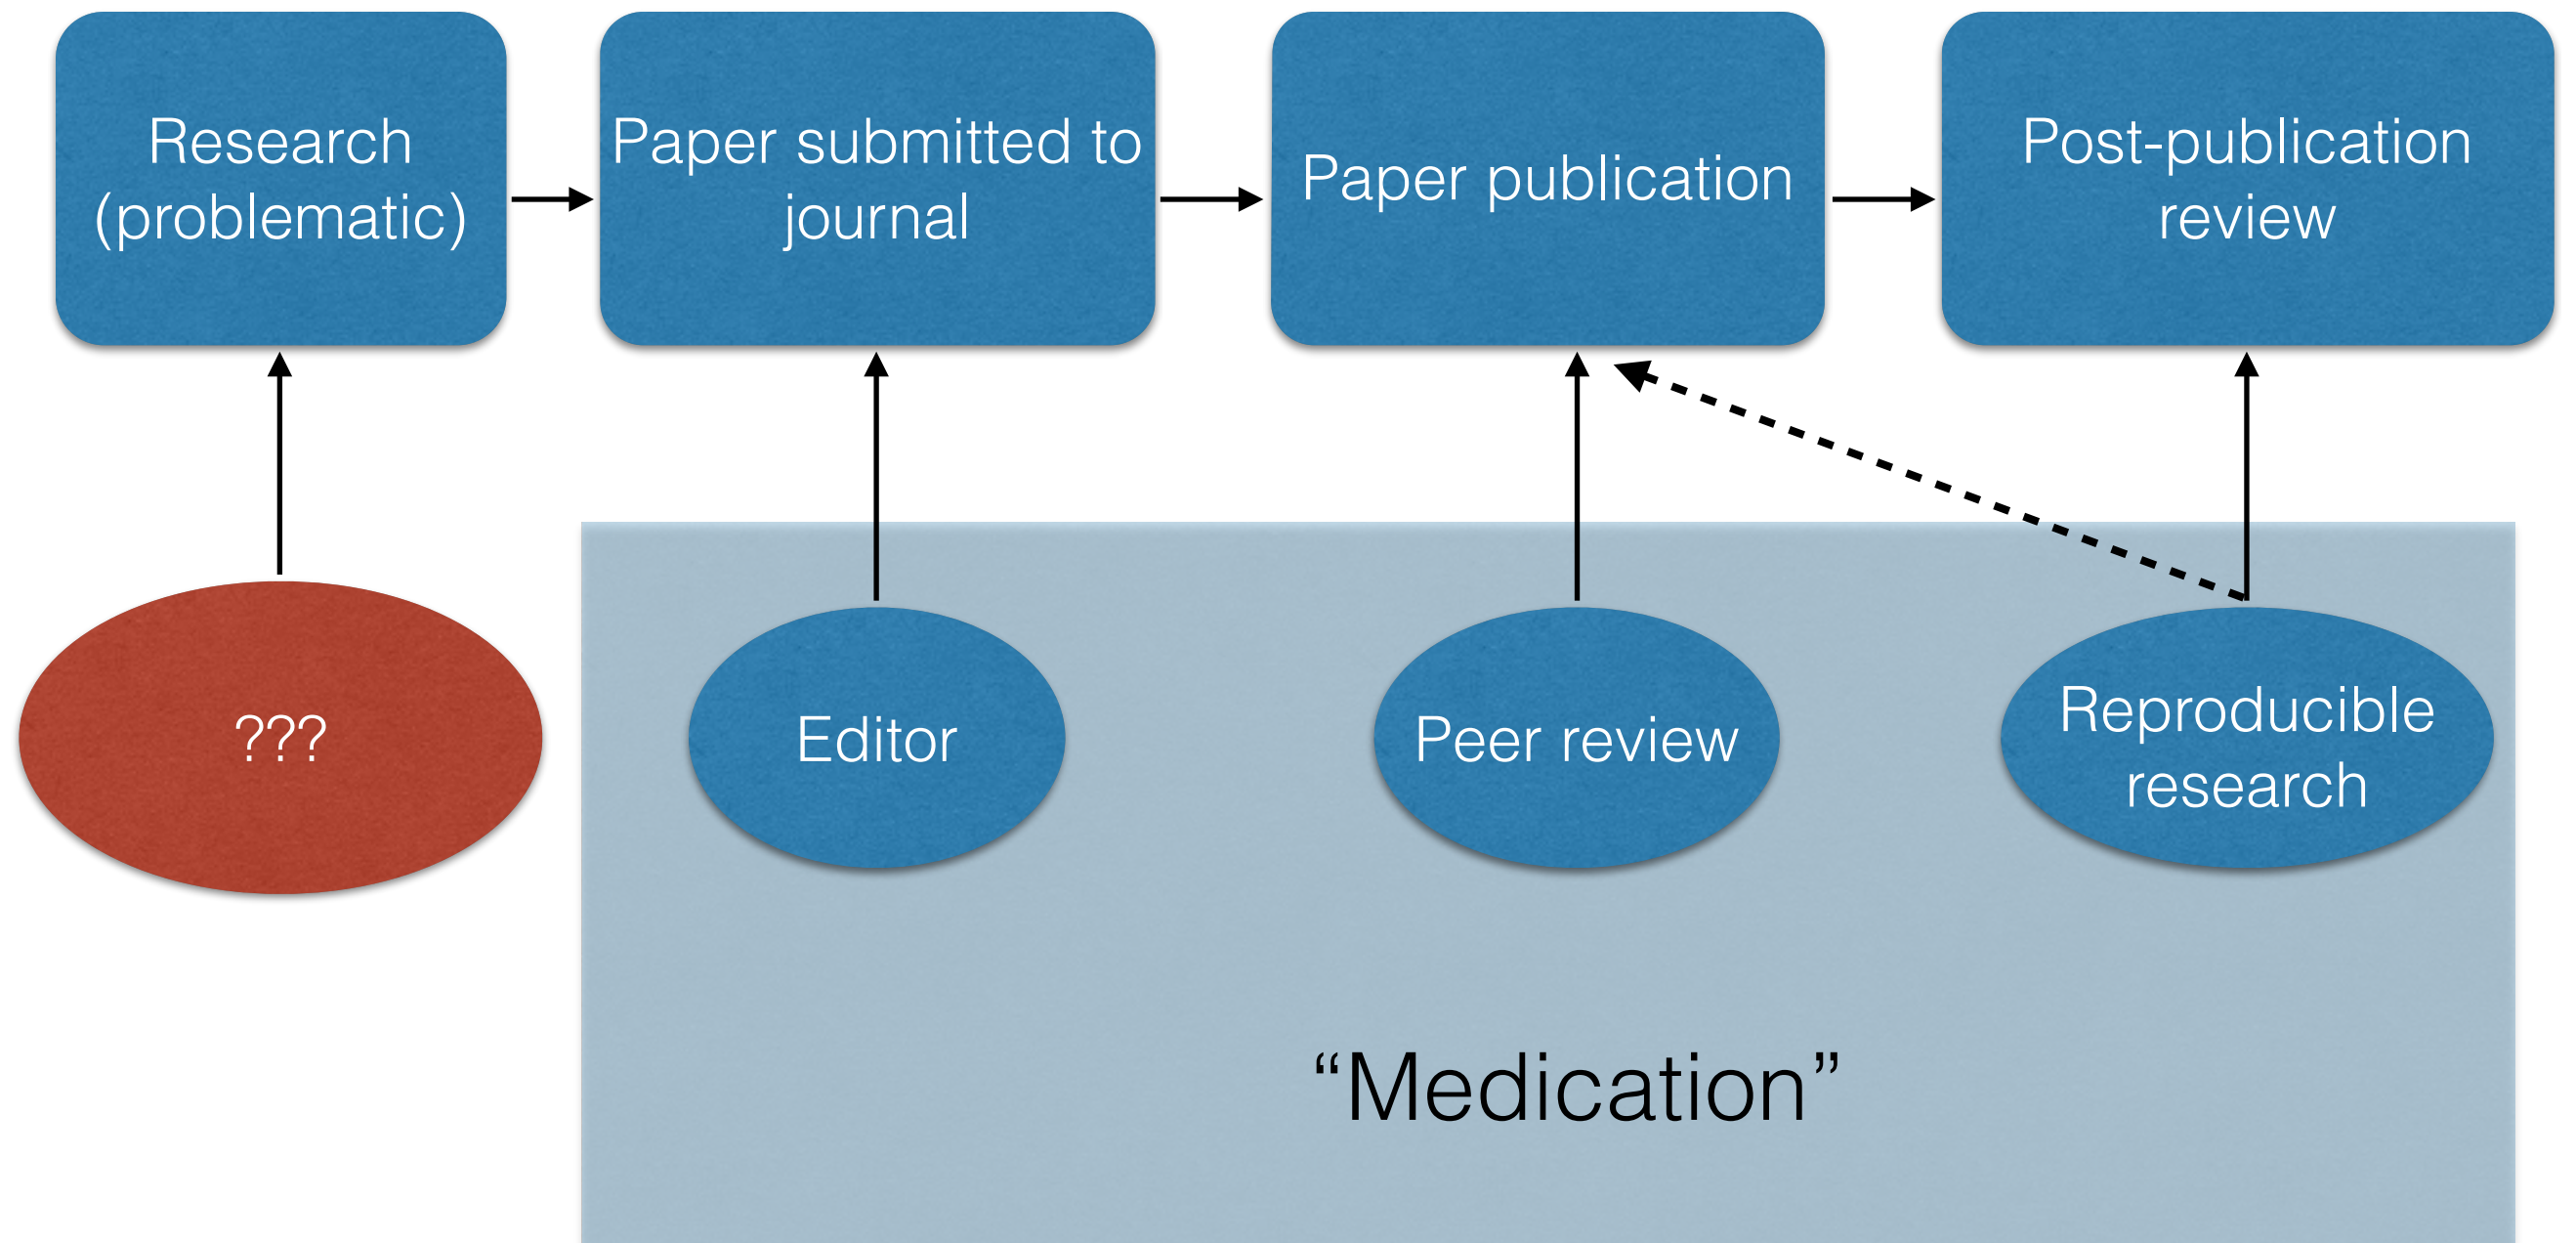 Research
(problematic)
Paper submitted to
journal
Paper publication
Post-publication
review
???
Editor
Peer review
Reproducible
research
“Medication”